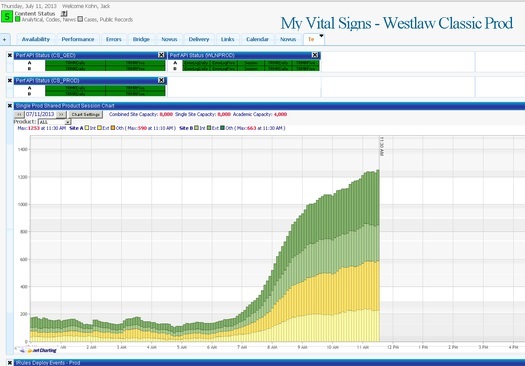 Thursday, July 11, 2013 Welcome Kohn, Jack
S Content Status ?
Analytical, Codes, News Cases, Public Records
My Vital Signs - Westlaw Classic Prod
Availability Performance Errors Bridge Novus Delivery Links Calendar Novus Te
Perf API Status (CS_QED) Perf API Status (WLNPROD)
A A
B B
Perf API Status (CS_PROD)
A
B
Single Prod Shared Product Session Chart
<< 07/11/2013 >> Chart Settings Combined Site Capacity: 8,000 Single Site Capacity: 8,000 Academic Capacity: 4,000
Product: ALL
Max:1253 at 11:30 AM Site A Int Ext Oth ( Max:590 at 11:10 AM ) Site B Int Ext Oth ( Max:663 at 11:30 AM )
11:30 AM
1400
1200
1000
800
600
400
200
0
1 AM 2 AM 3 AM 4 AM 5 AM 6 AM 7 AM 8 AM 9 AM 10 AM 11 AM 12 PM 1 PM 2 PM 3 PM 4 PM
.net Charting
iRules Deploy Events - Prod